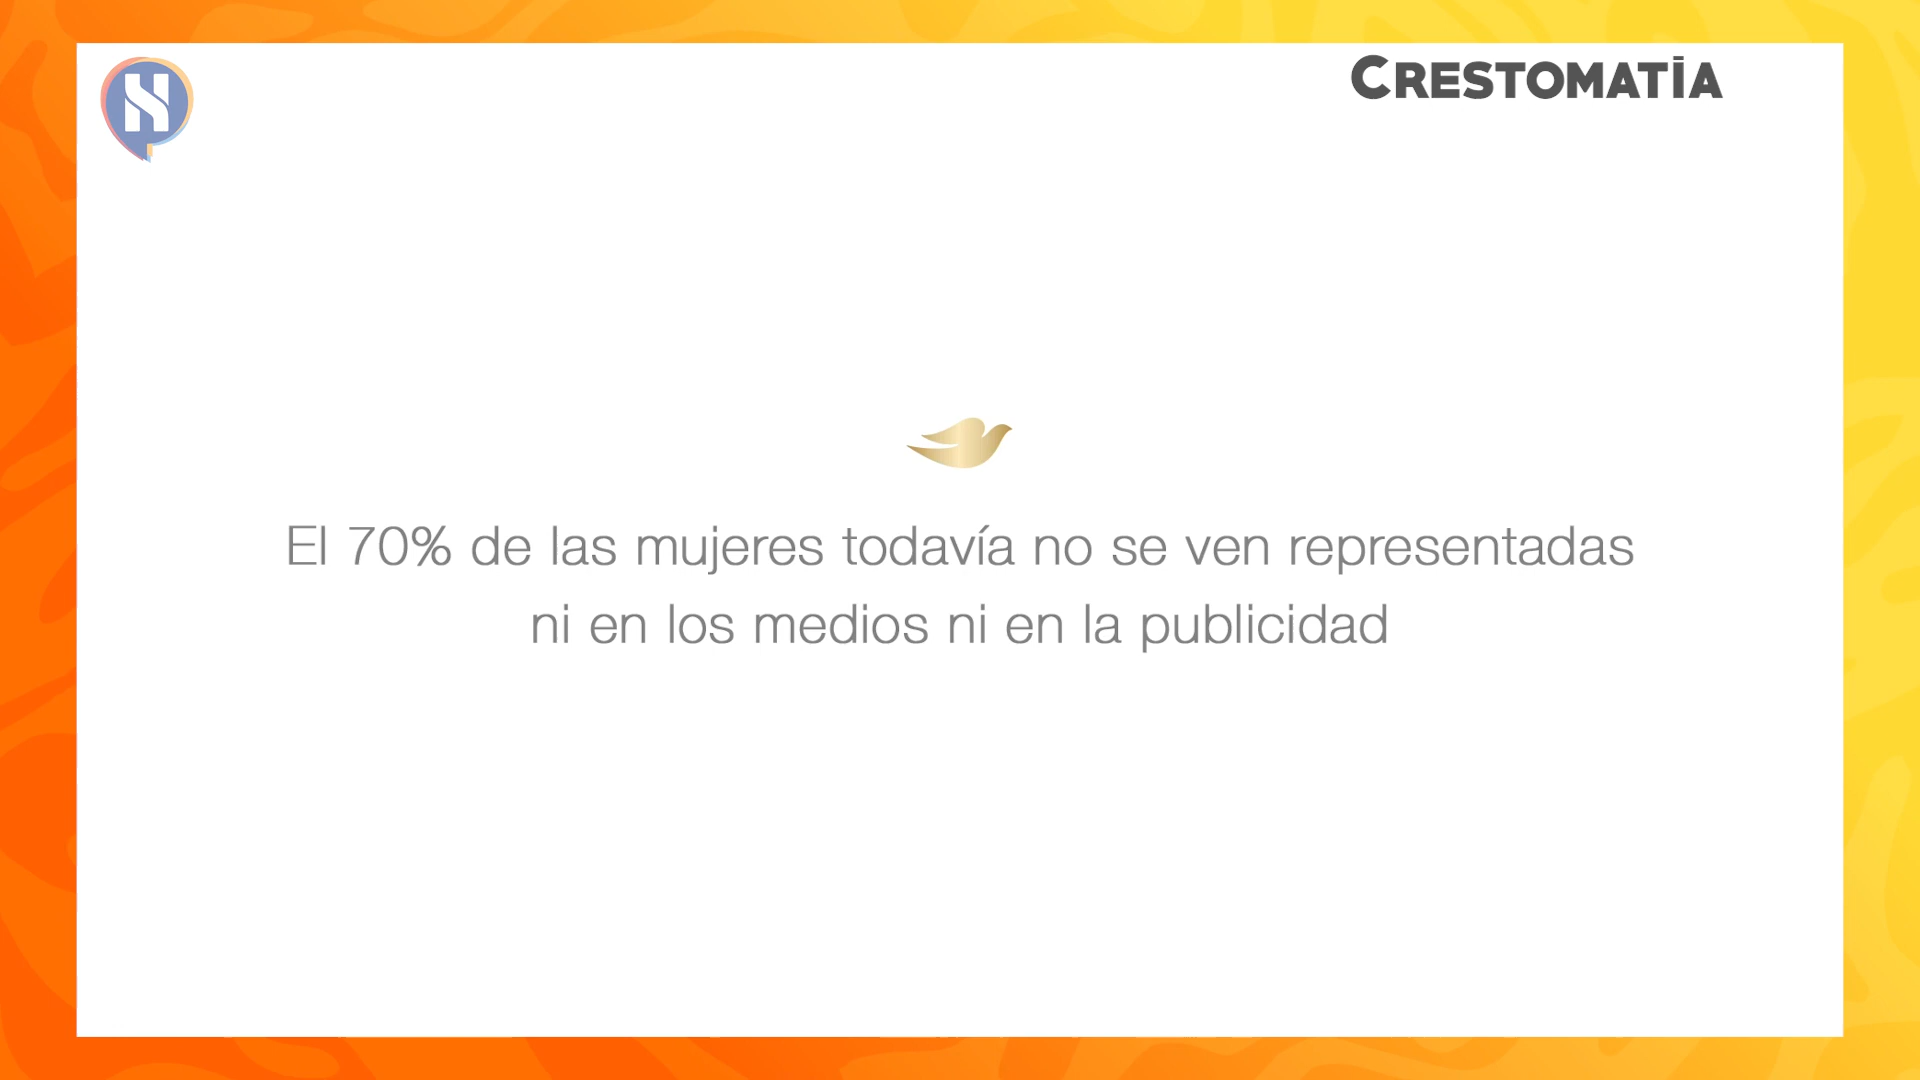 CRESTOMATÍA
El 70% de las mujeres todavía no se ven representadas
ni en los medios ni en la publicidad